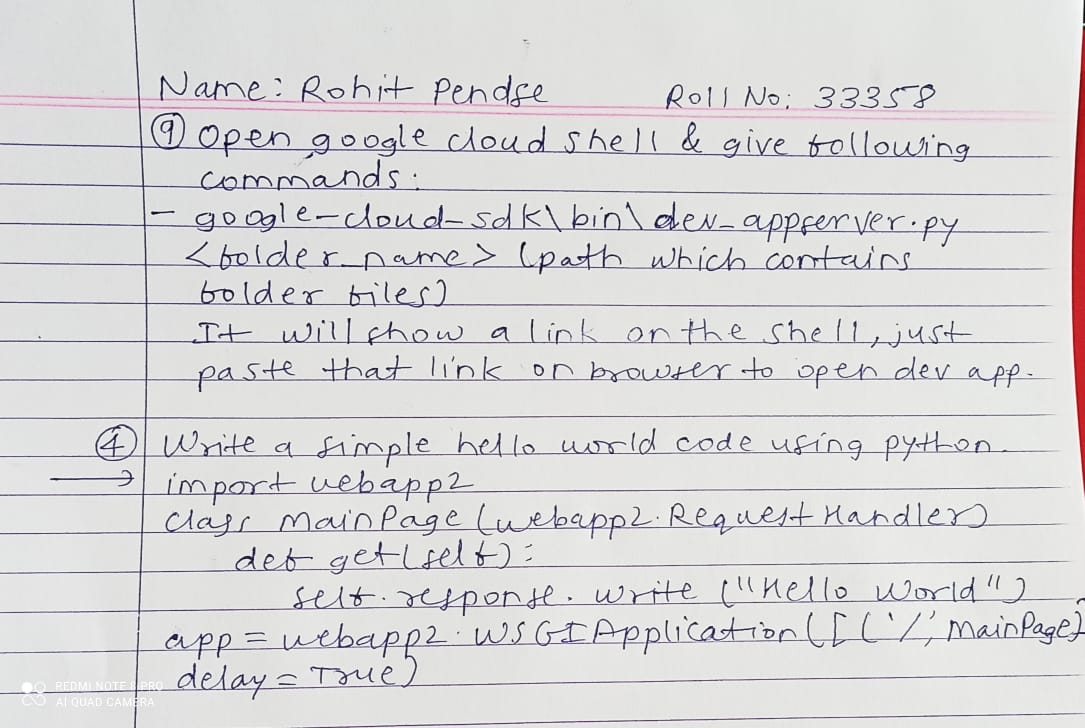 Name: Rohit Pendse Roll No: 33358
⑨ Open google cloud shell & give following
commands:
- google-cloud-sdk\bin\dev_appserver.py
<folder_name> (path which contains
folder files)
It will show a link on the shell, just
paste that link on browser to open dev app.
④ Write a simple hello world code using python.
→ import webapp2
class MainPage (webapp2.RequestHandler)
def get(self):
self.response.write ("Hello World")
app = webapp2.WSGIApplication([('/', MainPage)
delay = True)
REDMI NOTE 8 PRO
AI QUAD CAMERA